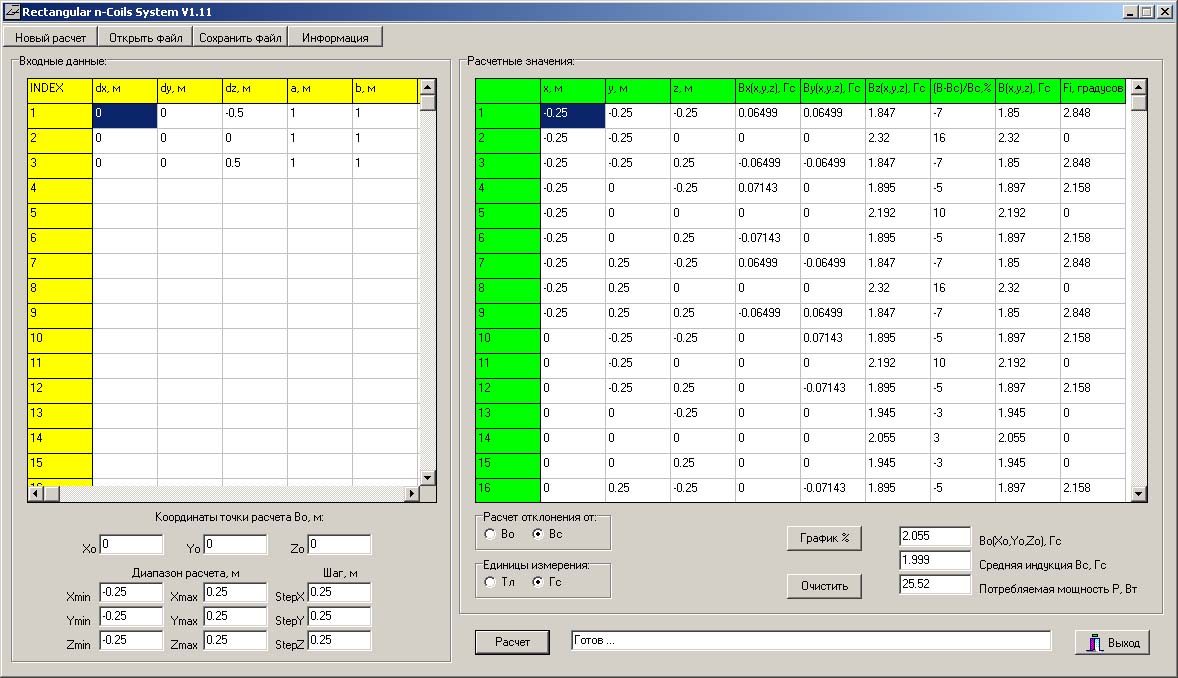 Rectangular n-Coils System V1.11
Новый расчет Открыть файл Сохранить файл Информация
Входные данные:
INDEX dx, м dy, м dz, м a, м b, м
1 0 0 -0.5 1 1
2 0 0 0 1 1
3 0 0 0.5 1 1
4
5
6
7
8
9
10
11
12
13
14
15
16
Координаты точки расчета Bo, м:
Xo 0 Yo 0 Zo 0
Диапазон расчета, м Шаг, м
Xmin -0.25 Xmax 0.25 StepX 0.25
Ymin -0.25 Ymax 0.25 StepY 0.25
Zmin -0.25 Zmax 0.25 StepZ 0.25
Расчетные значения:
x, м y, м z, м Bx(x,y,z), Гс By(x,y,z), Гс Bz(x,y,z), Гс (B-Bc)/Bc,% B(x,y,z), Гс Fi, градусов
1 -0.25 -0.25 -0.25 0.06499 0.06499 1.847 -7 1.85 2.848
2 -0.25 -0.25 0 0 0 2.32 16 2.32 0
3 -0.25 -0.25 0.25 -0.06499 -0.06499 1.847 -7 1.85 2.848
4 -0.25 0 -0.25 0.07143 0 1.895 -5 1.897 2.158
5 -0.25 0 0 0 0 2.192 10 2.192 0
6 -0.25 0 0.25 -0.07143 0 1.895 -5 1.897 2.158
7 -0.25 0.25 -0.25 0.06499 -0.06499 1.847 -7 1.85 2.848
8 -0.25 0.25 0 0 0 2.32 16 2.32 0
9 -0.25 0.25 0.25 -0.06499 0.06499 1.847 -7 1.85 2.848
10 0 -0.25 -0.25 0 0.07143 1.895 -5 1.897 2.158
11 0 -0.25 0 0 0 2.192 10 2.192 0
12 0 -0.25 0.25 0 -0.07143 1.895 -5 1.897 2.158
13 0 0 -0.25 0 0 1.945 -3 1.945 0
14 0 0 0 0 0 2.055 3 2.055 0
15 0 0 0.25 0 0 1.945 -3 1.945 0
16 0 0.25 -0.25 0 -0.07143 1.895 -5 1.897 2.158
Расчет отклонения от:
Bo Bc
Единицы измерения:
Тл Гс
График %
Очистить
2.055 Bo(Xo,Yo,Zo), Гс
1.999 Средняя индукция Bc, Гс
25.52 Потребляемая мощность P, Вт
Расчет Готов ... Выход